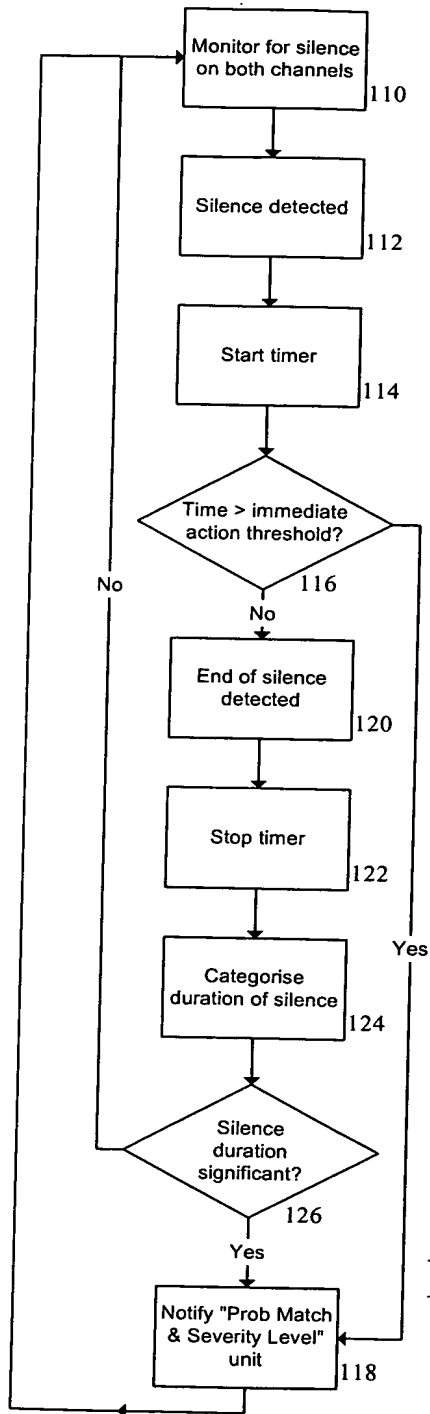 Monitor for silence
on both channels
110
Silence detected
112
Start timer
114
Time > immediate
action threshold?
116
No
No
End of silence
detected
120
Stop timer
122
Yes
Categorise
duration of silence
124
Silence
duration
significant?
126
Yes
Notify "Prob Match
& Severity Level"
unit
118